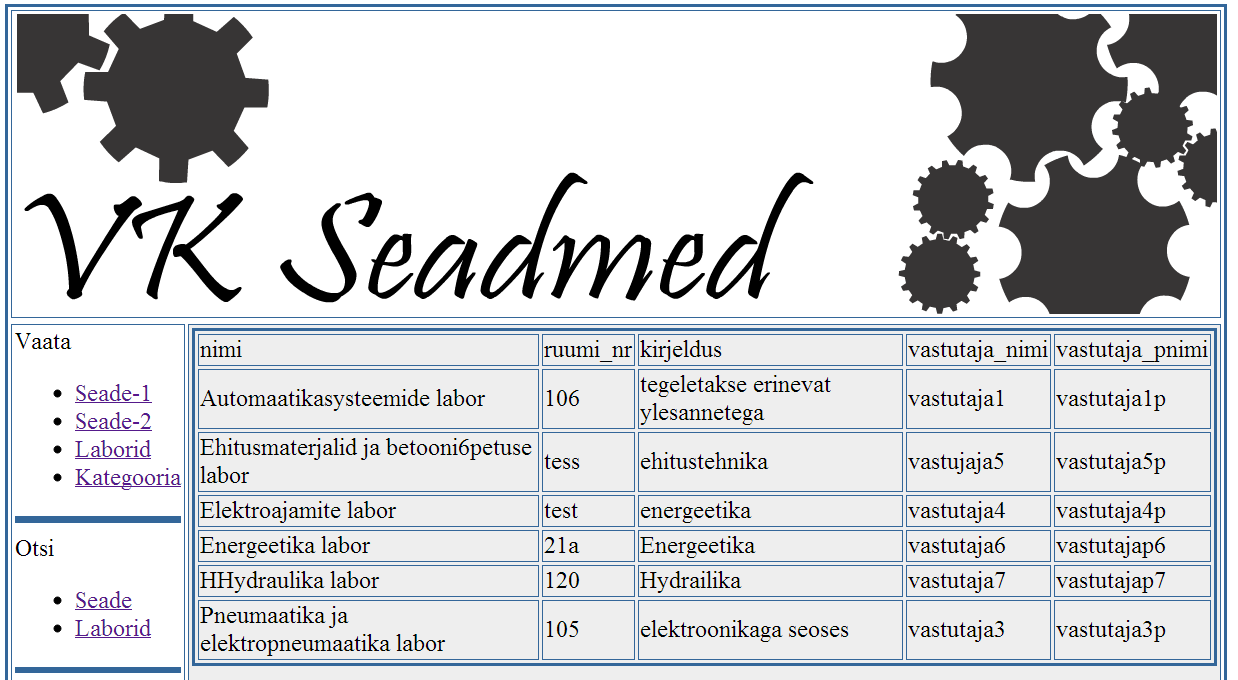 VK Seadmed
Vaata
Seade-1
Seade-2
Laborid
Kategooria
Otsi
Seade
Laborid
nimi ruumi_nr kirjeldus vastutaja_nimi vastutaja_pnimi
Automaatikasysteemide labor 106 tegeletakse erinevat ylesannetega vastutaja1 vastutaja1p
Ehitusmaterjalid ja betooni6petuse labor tess ehitustehnika vastujaja5 vastutaja5p
Elektroajamite labor test energeetika vastutaja4 vastutaja4p
Energeetika labor 21a Energeetika vastutaja6 vastutajap6
HHydraulika labor 120 Hydrailika vastutaja7 vastutajap7
Pneumaatika ja elektropneumaatika labor 105 elektroonikaga seoses vastutaja3 vastutaja3p